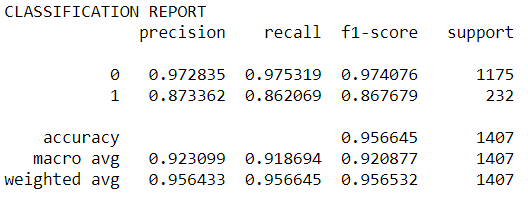 CLASSIFICATION REPORT
precision recall f1-score support
0 0.972835 0.975319 0.974076 1175
1 0.873362 0.862069 0.867679 232
accuracy 0.956645 1407
macro avg 0.923099 0.918694 0.920877 1407
weighted avg 0.956433 0.956645 0.956532 1407